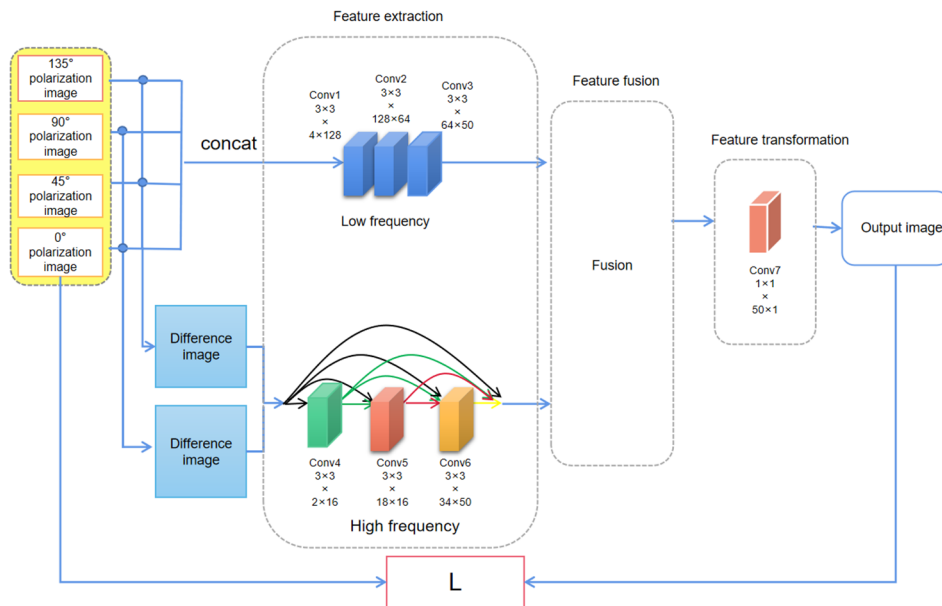 Feature extraction
135°
polarization
image
90°
polarization
image
45°
polarization
image
0°
polarization
image
concat
Conv1
3×3
×
4×128
Conv2
3×3
×
128×64
Conv3
3×3
×
64×50
Low frequency
Difference
image
Difference
image
Conv4
3×3
×
2×16
Conv5
3×3
×
18×16
Conv6
3×3
×
34×50
High frequency
Feature fusion
Fusion
Feature transformation
Conv7
1×1
×
50×1
Output image
L